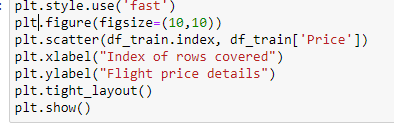 plt.style.use('fast')
plt.figure(figsize=(10,10))
plt.scatter(df_train.index, df_train['Price'])
plt.xlabel("Index of rows covered")
plt.ylabel("Flight price details")
plt.tight_layout()
plt.show()